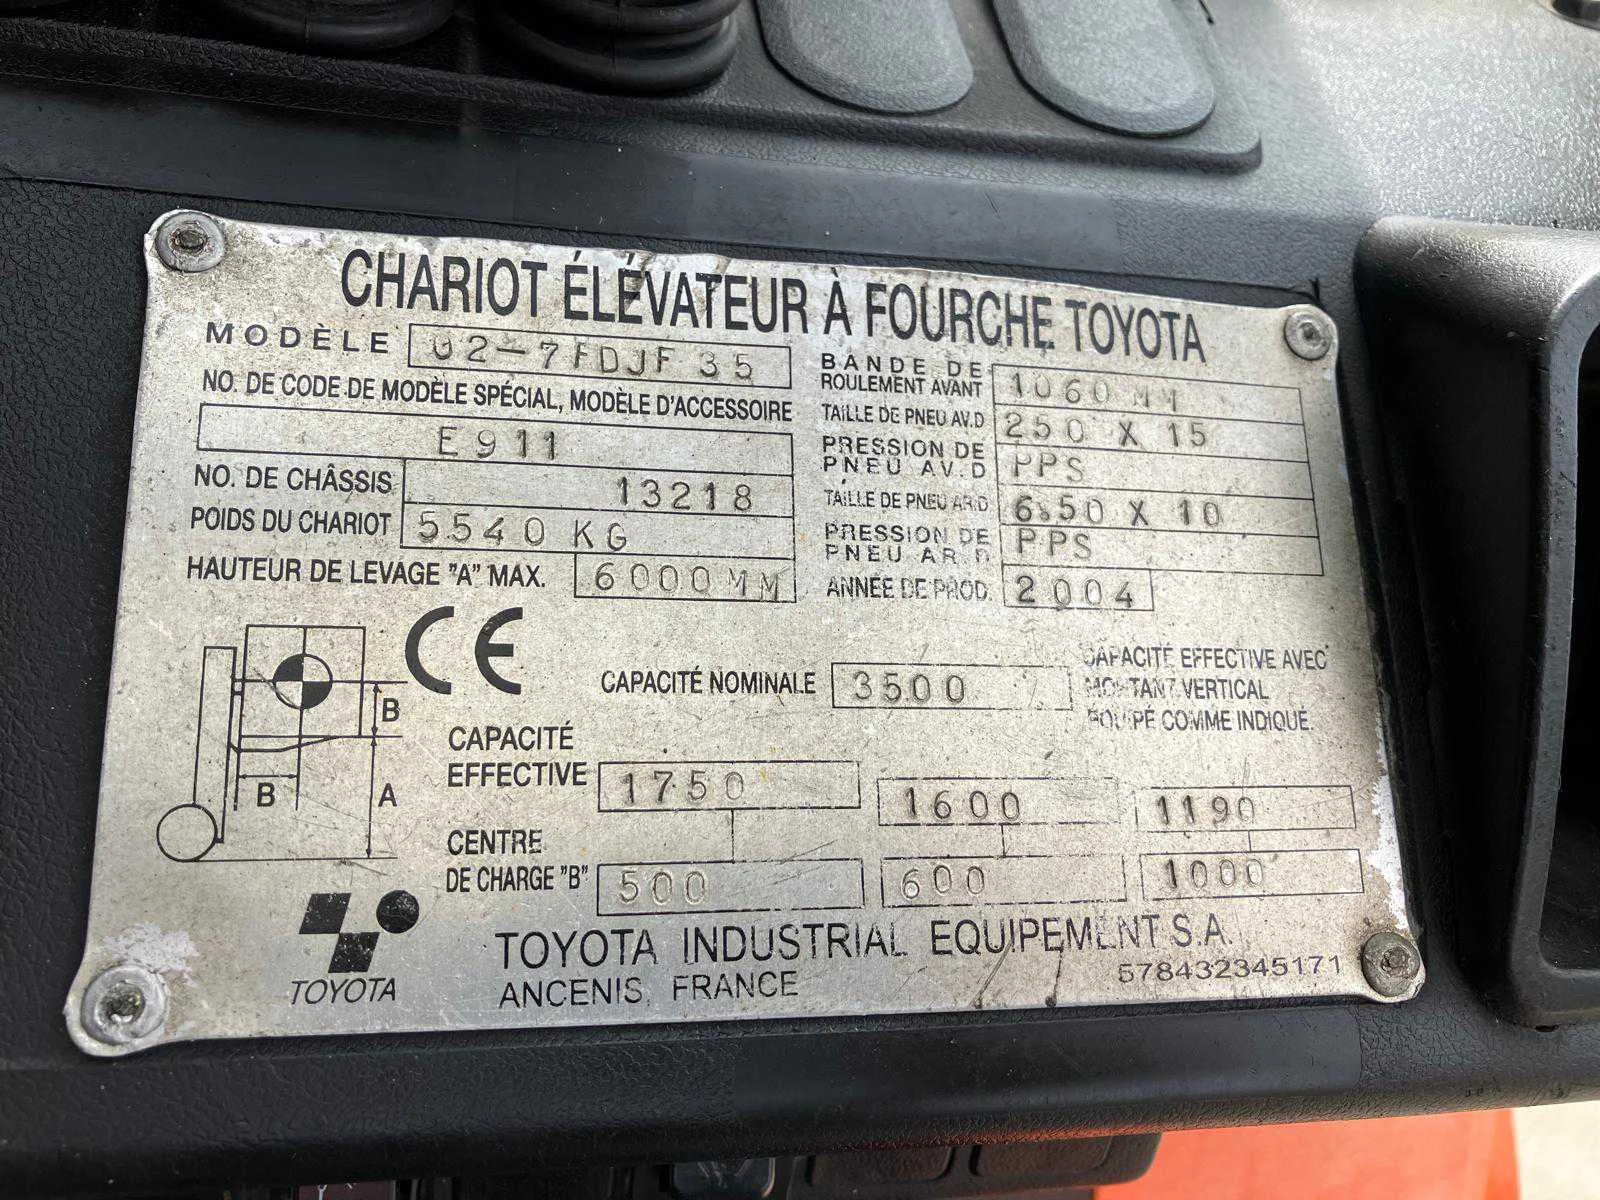 CHARIOT ÉLÉVATEUR À FOURCHE TOYOTA
MODÈLE 02-7FDJF 35
NO. DE CODE DE MODÈLE SPÉCIAL, MODÈLE D'ACCESSOIRE
E911
NO. DE CHÂSSIS 13218
POIDS DU CHARIOT 5540 KG
HAUTEUR DE LEVAGE "A" MAX. 6000MM
BANDE DE
ROULEMENT AVANT 1060 MM
TAILLE DE PNEU AV.D 250 X 15
PRESSION DE
PNEU AV.D PPS
TAILLE DE PNEU AR.D 6.50 X 10
PRESSION DE
PNEU AR.D PPS
ANNÉE DE PROD. 2004
CE
B
B
A
CAPACITÉ NOMINALE 3500
CAPACITÉ EFFECTIVE AVEC
MONTANT VERTICAL
EQUIPÉ COMME INDIQUÉ.
CAPACITÉ
EFFECTIVE 1750 1600 1190
CENTRE
DE CHARGE "B" 500 600 1000
TOYOTA
TOYOTA INDUSTRIAL EQUIPEMENT S.A.
ANCENIS, FRANCE
578432345171